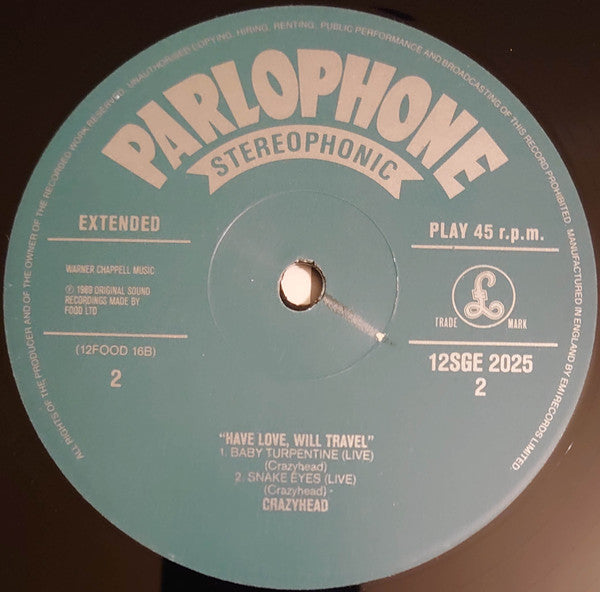 ALL RIGHTS OF THE PRODUCER AND OF THE OWNER OF THE RECORDED WORK RESERVED. UNAUTHORISED COPYING, HIRING, RENTING, PUBLIC PERFORMANCE AND BROADCASTING OF THIS RECORD PROHIBITED. MANUFACTURED IN ENGLAND BY EMI RECORDS LIMITED
PARLOPHONE
STEREOPHONIC
EXTENDED
PLAY 45 r.p.m.
WARNER CHAPPELL MUSIC
℗ 1989 ORIGINAL SOUND
RECORDINGS MADE BY
FOOD LTD
£
TRADE MARK
(12FOOD 16B)
2
12SGE 2025
2
"HAVE LOVE, WILL TRAVEL"
1. BABY TURPENTINE (LIVE)
(Crazyhead)
2. SNAKE EYES (LIVE)
(Crazyhead)
CRAZYHEAD